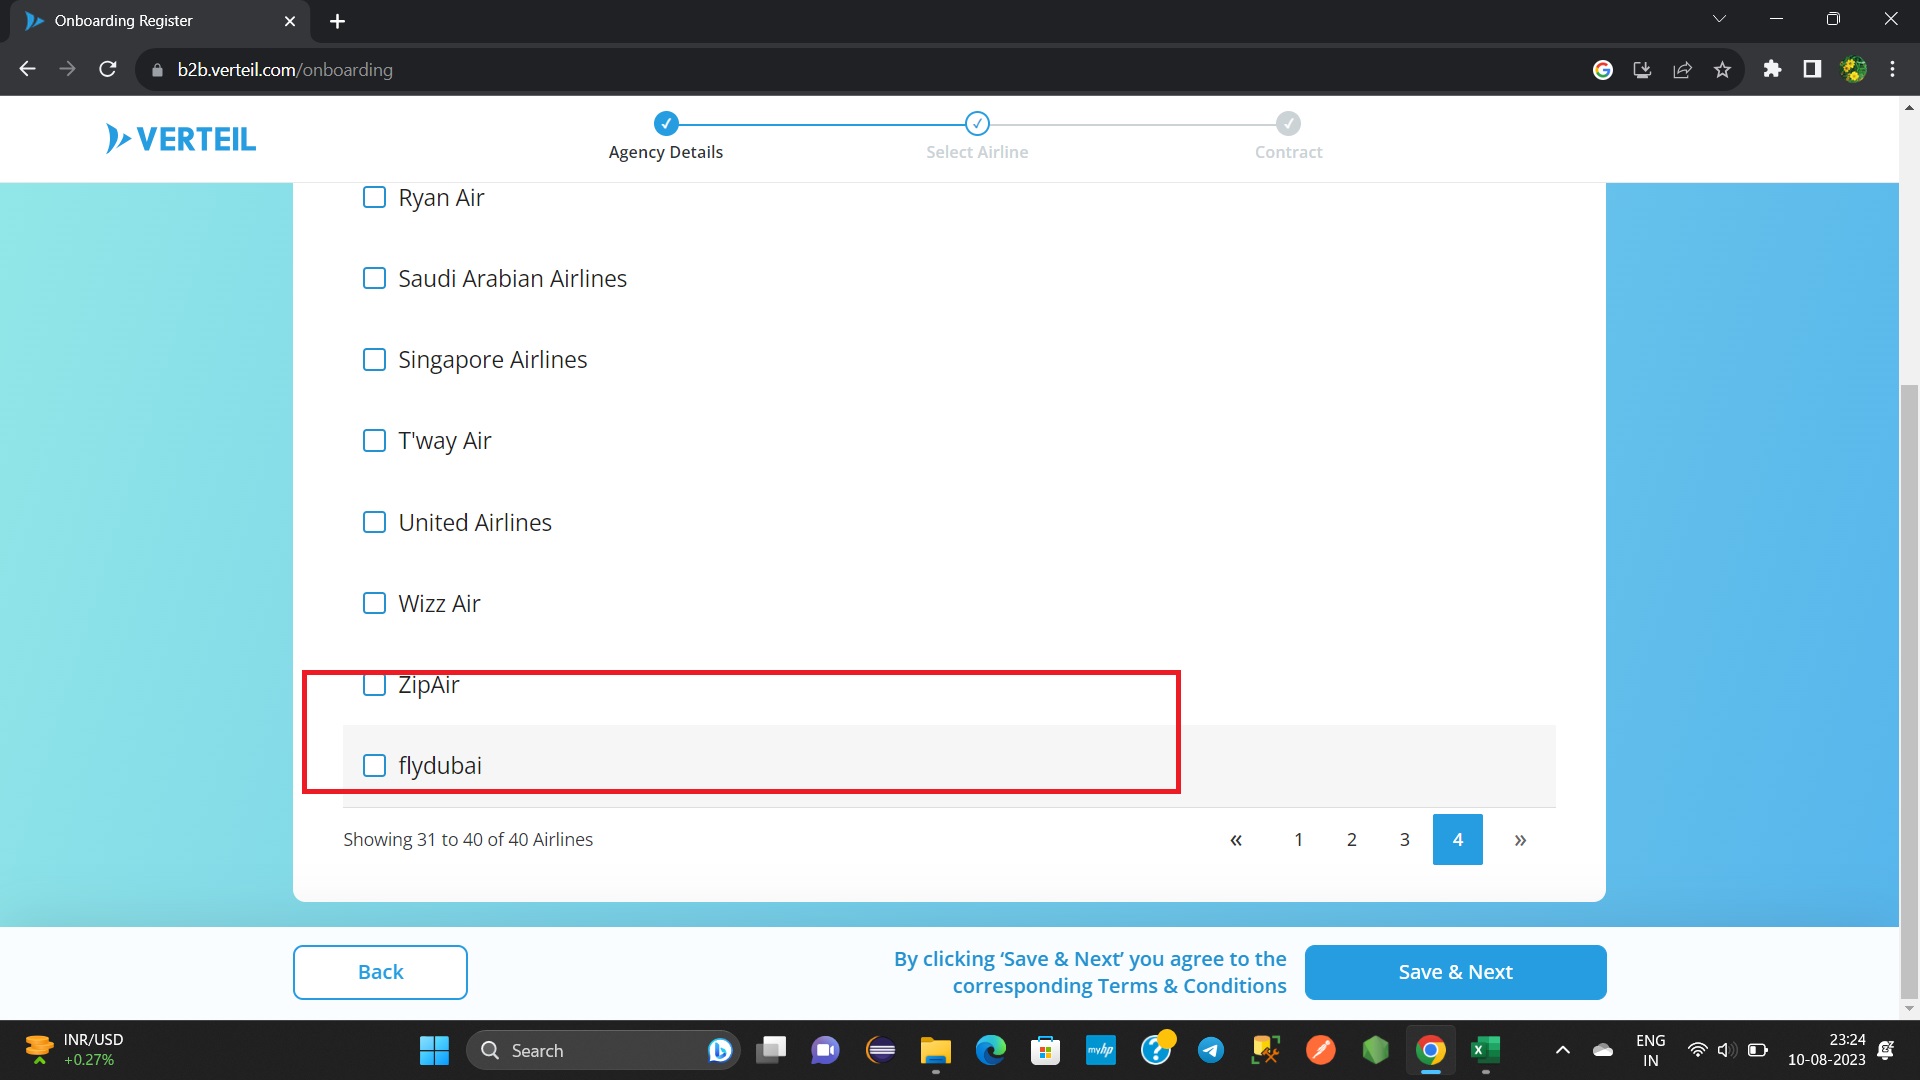 Onboarding Register
b2b.verteil.com/onboarding
VERTEIL
Agency Details
Select Airline
Contract
Ryan Air
Saudi Arabian Airlines
Singapore Airlines
T'way Air
United Airlines
Wizz Air
ZipAir
flydubai
Showing 31 to 40 of 40 Airlines
« 1 2 3 4 »
Back
By clicking ‘Save & Next’ you agree to the
corresponding Terms & Conditions
Save & Next
INR/USD
+0.27%
Search
myhp
ENG
IN
23:24
10-08-2023